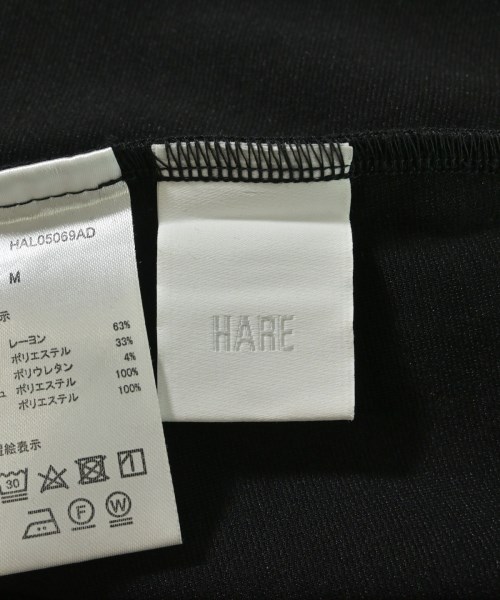 HAL05069AD
M
示
レーヨン 63%
ポリエステル 33%
ポリウレタン 4%
ュ ポリエステル 100%
ポリエステル 100%
絵表示
30
F W
HARE